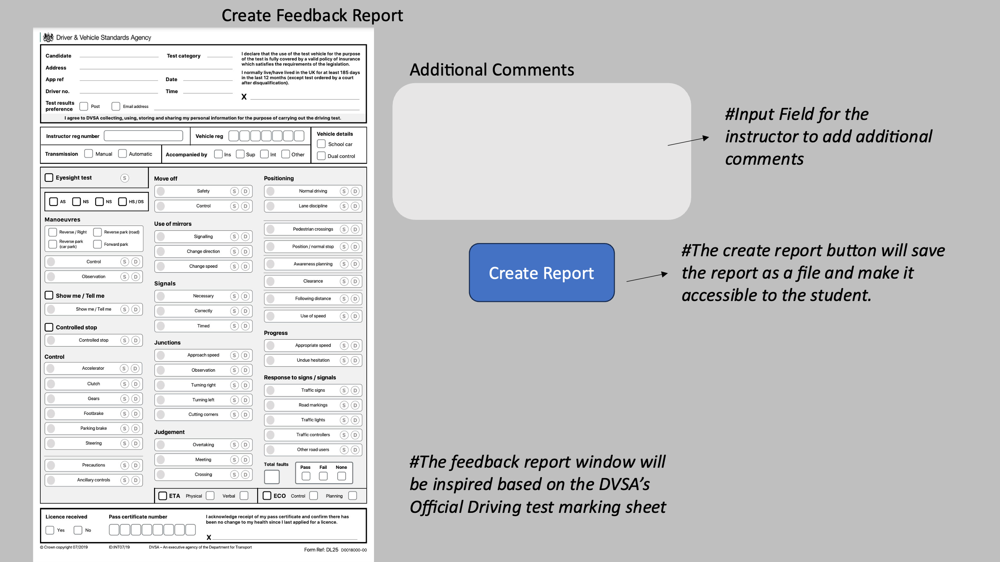 Create Feedback Report
Driver & Vehicle Standards Agency
Candidate
Test category
Address
App ref
Date
Driver no.
Time
Test results
preference
Post
Email address
I declare that the use of the test vehicle for the purpose
of the test is fully covered by a valid policy of insurance
which satisfies the requirements of the legislation.
I normally live/have lived in the UK for at least 185 days
in the last 12 months (except test ordered by a court
after disqualification).
X
I agree to DVSA collecting, using, storing and sharing my personal information for the purpose of carrying out the driving test.
Instructor reg number
Vehicle reg
Vehicle details
School car
Dual control
Transmission
Manual
Automatic
Accompanied by
Ins
Sup
Int
Other
Eyesight test S
AS NS NS HS / DS
Manoeuvres
Reverse / Right
Reverse park (road)
Reverse park
(car park)
Forward park
Control S D
Observation S D
Show me / Tell me
Show me / Tell me S D
Controlled stop
Controlled stop S D
Control
Accelerator S D
Clutch S D
Gears S D
Footbrake S D
Parking brake S D
Steering S D
Precautions S D
Ancillary controls S D
Move off
Safety S D
Control S D
Use of mirrors
Signalling S D
Change direction S D
Change speed S D
Signals
Necessary S D
Correctly S D
Timed S D
Junctions
Approach speed S D
Observation S D
Turning right S D
Turning left S D
Cutting corners S D
Judgement
Overtaking S D
Meeting S D
Crossing S D
Positioning
Normal driving S D
Lane discipline S D
Pedestrian crossings S D
Position / normal stop S D
Awareness planning S D
Clearance S D
Following distance S D
Use of speed S D
Progress
Appropriate speed S D
Undue hesitation S D
Response to signs / signals
Traffic signs S D
Road markings S D
Traffic lights S D
Traffic controllers S D
Other road users S D
Total faults
Pass Fail None
ETA Physical Verbal
ECO Control Planning
Licence received
Yes
No
Pass certificate number
I acknowledge receipt of my pass certificate and confirm there has
been no change to my health since I last applied for a licence.
X
© Crown copyright 07/2019
ID:INT07/19
DVSA – An executive agency of the Department for Transport
Form Ref: DL25 D0018000-00
Additional Comments
#Input Field for the
instructor to add additional
comments
Create Report
#The create report button will save
the report as a file and make it
accessible to the student.
#The feedback report window will
be inspired based on the DVSA’s
Official Driving test marking sheet